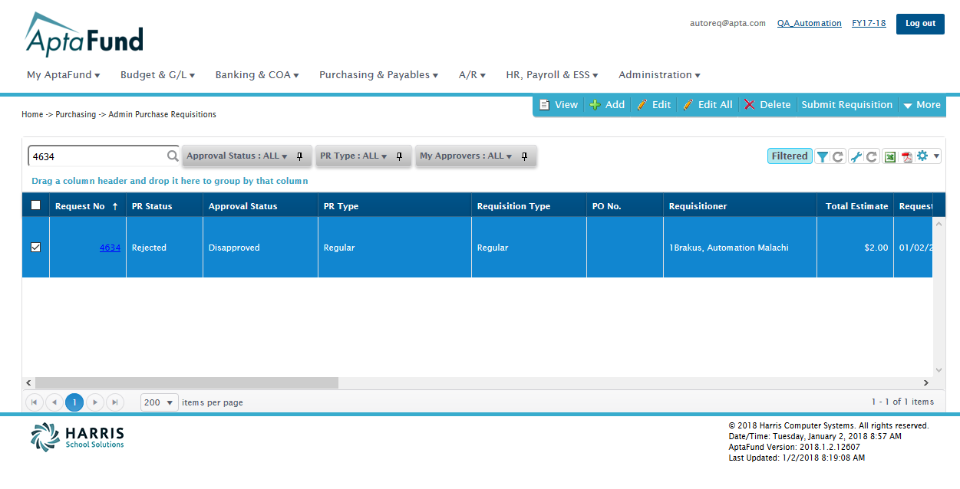 AptaFund
autoreq@apta.com QA_Automation FY17-18 Log out
My AptaFund Budget & G/L Banking & COA Purchasing & Payables A/R HR, Payroll & ESS Administration
View Add Edit Edit All Delete Submit Requisition More
Home -> Purchasing -> Admin Purchase Requisitions
4634 Approval Status : ALL PR Type : ALL My Approvers : ALL Filtered
Drag a column header and drop it here to group by that column
Request No ↑ PR Status Approval Status PR Type Requisition Type PO No. Requisitioner Total Estimate Request
4634 Rejected Disapproved Regular Regular 1Brakus, Automation Malachi $2.00 01/02/2
1 200 items per page 1 - 1 of 1 items
HARRIS
School Solutions
© 2018 Harris Computer Systems. All rights reserved.
Date/Time: Tuesday, January 2, 2018 8:57 AM
AptaFund Version: 2018.1.2.12607
Last Updated: 1/2/2018 8:19:08 AM